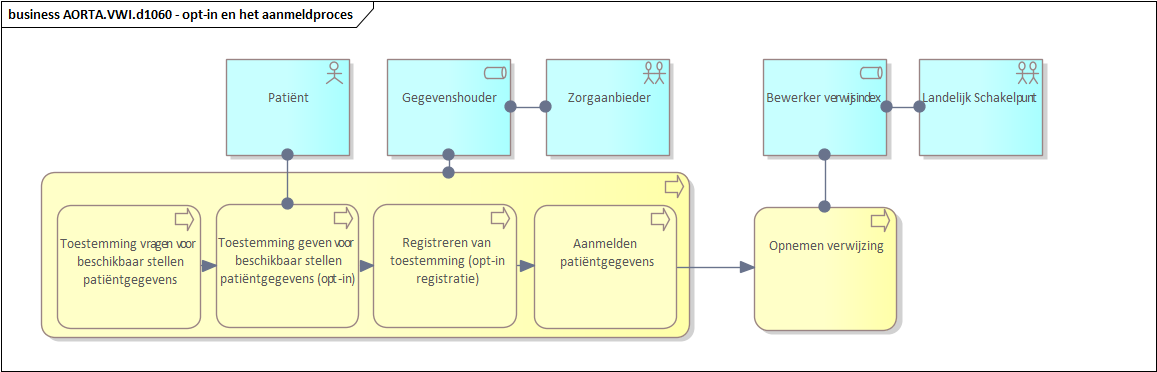 business AORTA.VWI.d1060 - opt-in en het aanmeldproces
Patiënt
Gegevenshouder
Zorgaanbieder
Bewerker verwijsindex
Landelijk Schakelpunt
Toestemming vragen voor
beschikbaar stellen
patiëntgegevens
Toestemming geven voor
beschikbaar stellen
patiëntgegevens (opt-in)
Registreren van
toestemming (opt-in
registratie)
Aanmelden
patiëntgegevens
Opnemen verwijzing